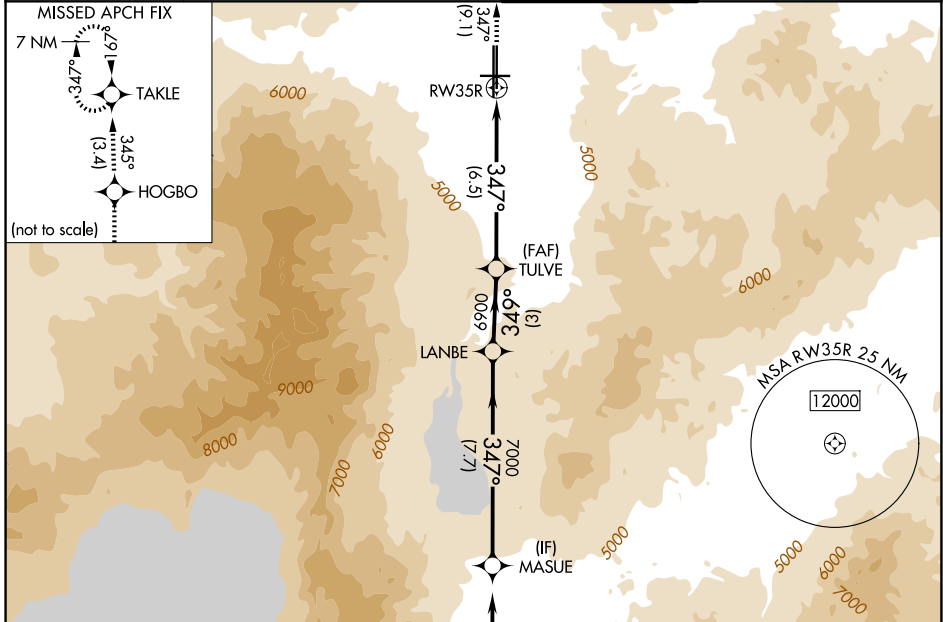 MISSED APCH FIX
7 NM
347°
167°
TAKLE
345°
(3.4)
HOGBO
(not to scale)
347°
(9.1)
RW35R
6000
5000
5000
347°
(6.5)
(FAF)
TULVE
6900
349°
(3)
6000
LANBE
MSA RW35R 25 NM
12000
9000
8000
7000
6000
7000
347°
(7.7)
(IF)
MASUE
5000
5000
6000
7000